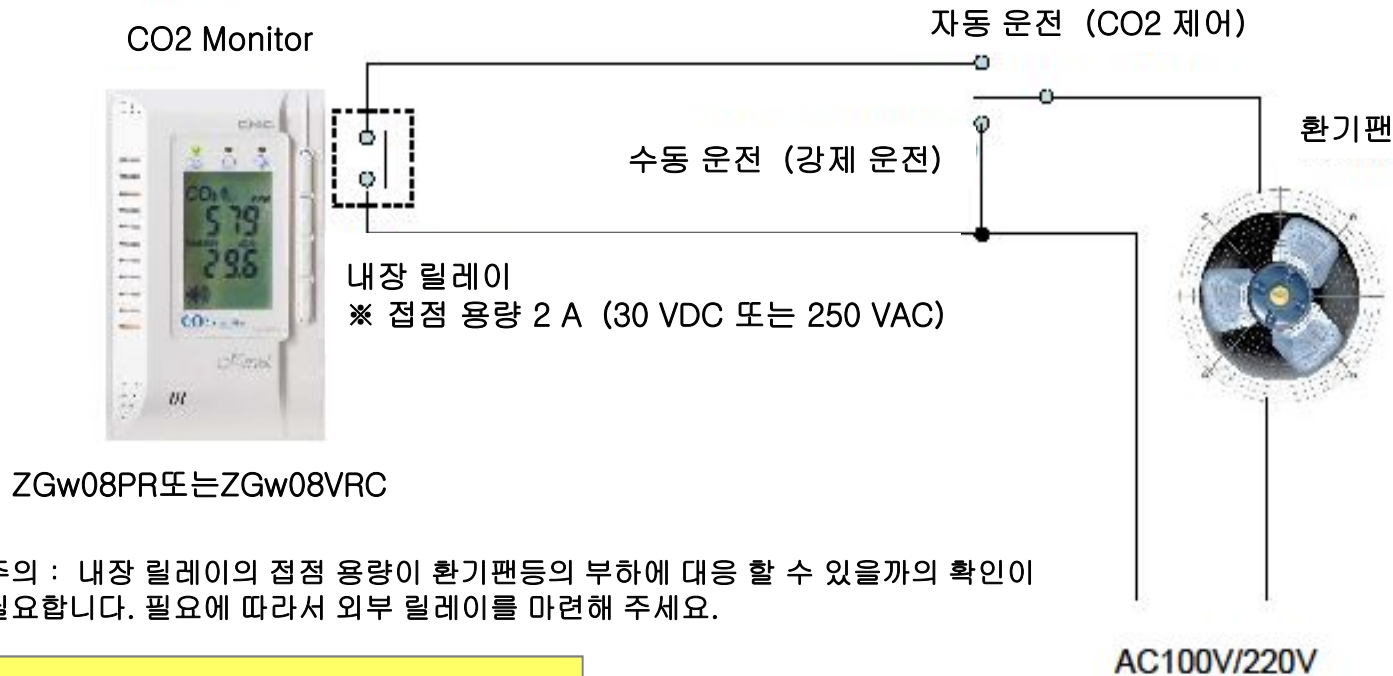 자동 운전 (CO2 제어)
CO2 Monitor
환기팬
수동 운전 (강제 운전)
CO2
579
29.6
내장 릴레이
※ 접점 용량 2 A (30 VDC 또는 250 VAC)
ZGw08PR또는ZGw08VRC
주의 : 내장 릴레이의 접점 용량이 환기팬등의 부하에 대응 할 수 있을까의 확인이
필요합니다. 필요에 따라서 외부 릴레이를 마련해 주세요.
AC100V/220V